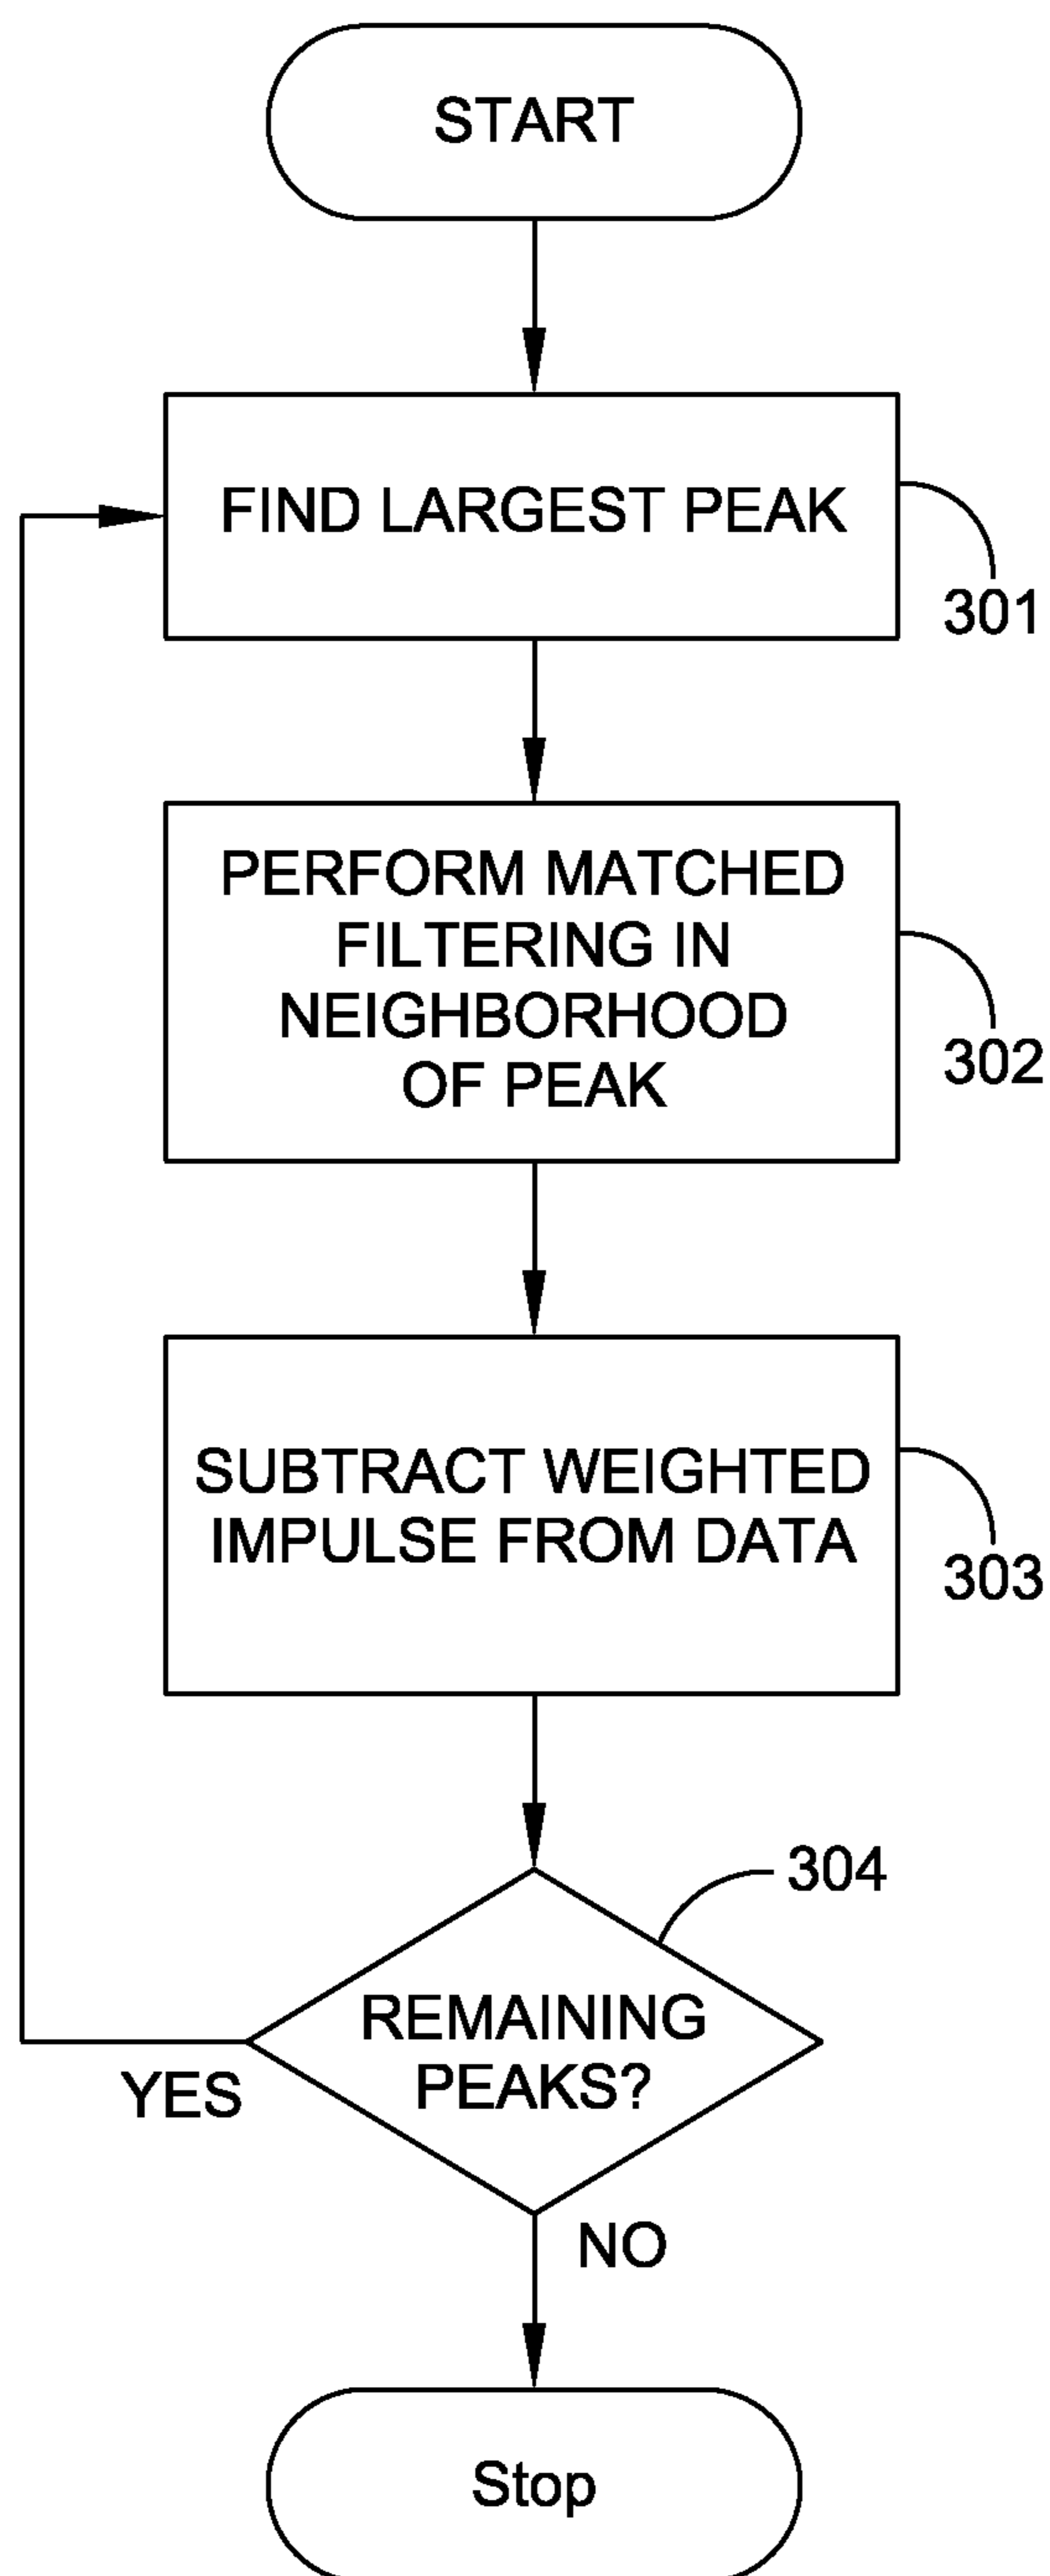 START
FIND LARGEST PEAK
301
PERFORM MATCHED
FILTERING IN
NEIGHBORHOOD
OF PEAK
302
SUBTRACT WEIGHTED
IMPULSE FROM DATA
303
304
REMAINING
PEAKS?
YES
NO
Stop